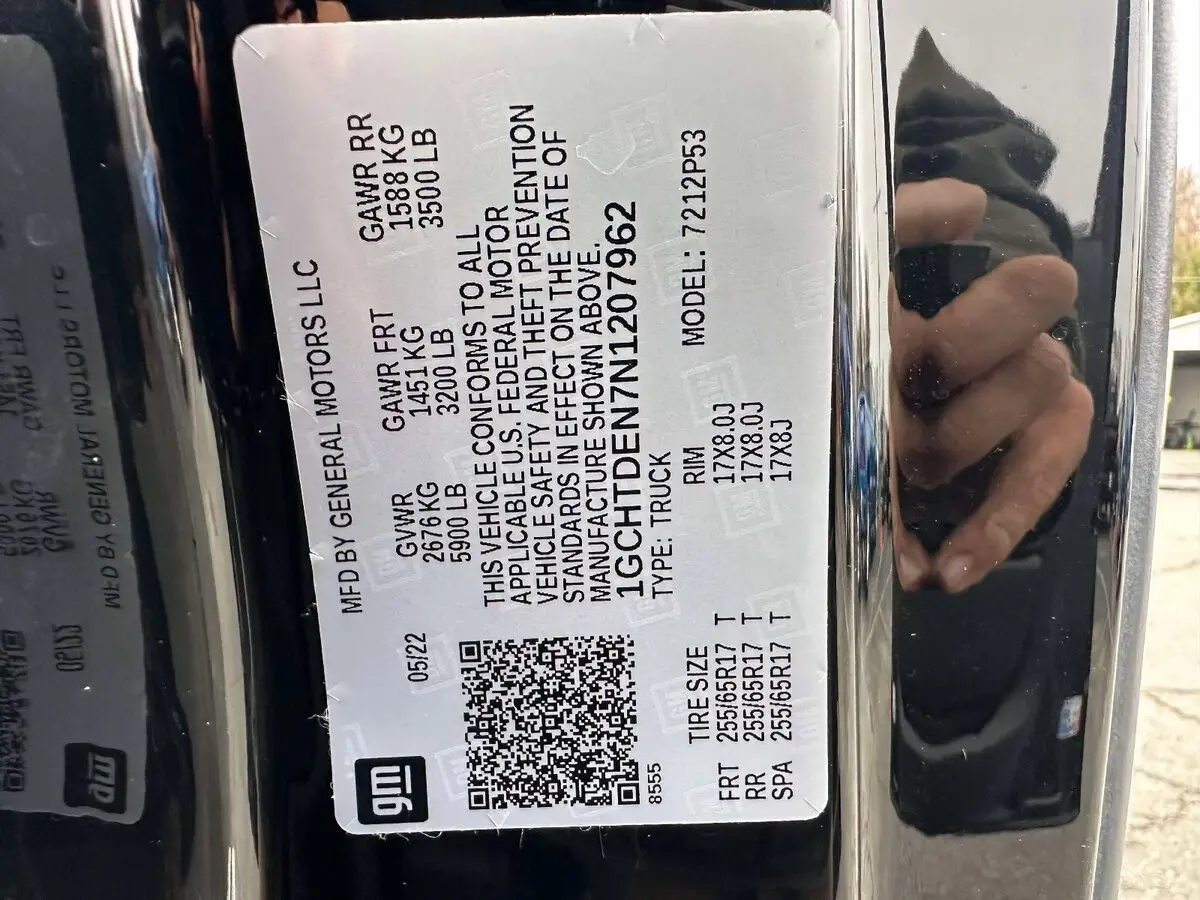 gm
MFD BY GENERAL MOTORS LLC
05/22 GVWR GAWR FRT GAWR RR
2676 KG 1451 KG 1588 KG
5900 LB 3200 LB 3500 LB
THIS VEHICLE CONFORMS TO ALL
APPLICABLE U.S. FEDERAL MOTOR
VEHICLE SAFETY AND THEFT PREVENTION
STANDARDS IN EFFECT ON THE DATE OF
MANUFACTURE SHOWN ABOVE.
1GCHTDEN7N1207962
8555 TYPE: TRUCK MODEL: 7212P53
TIRE SIZE RIM
FRT 255/65R17 T 17X8.0J
RR 255/65R17 T 17X8.0J
SPA 255/65R17 T 17X8J